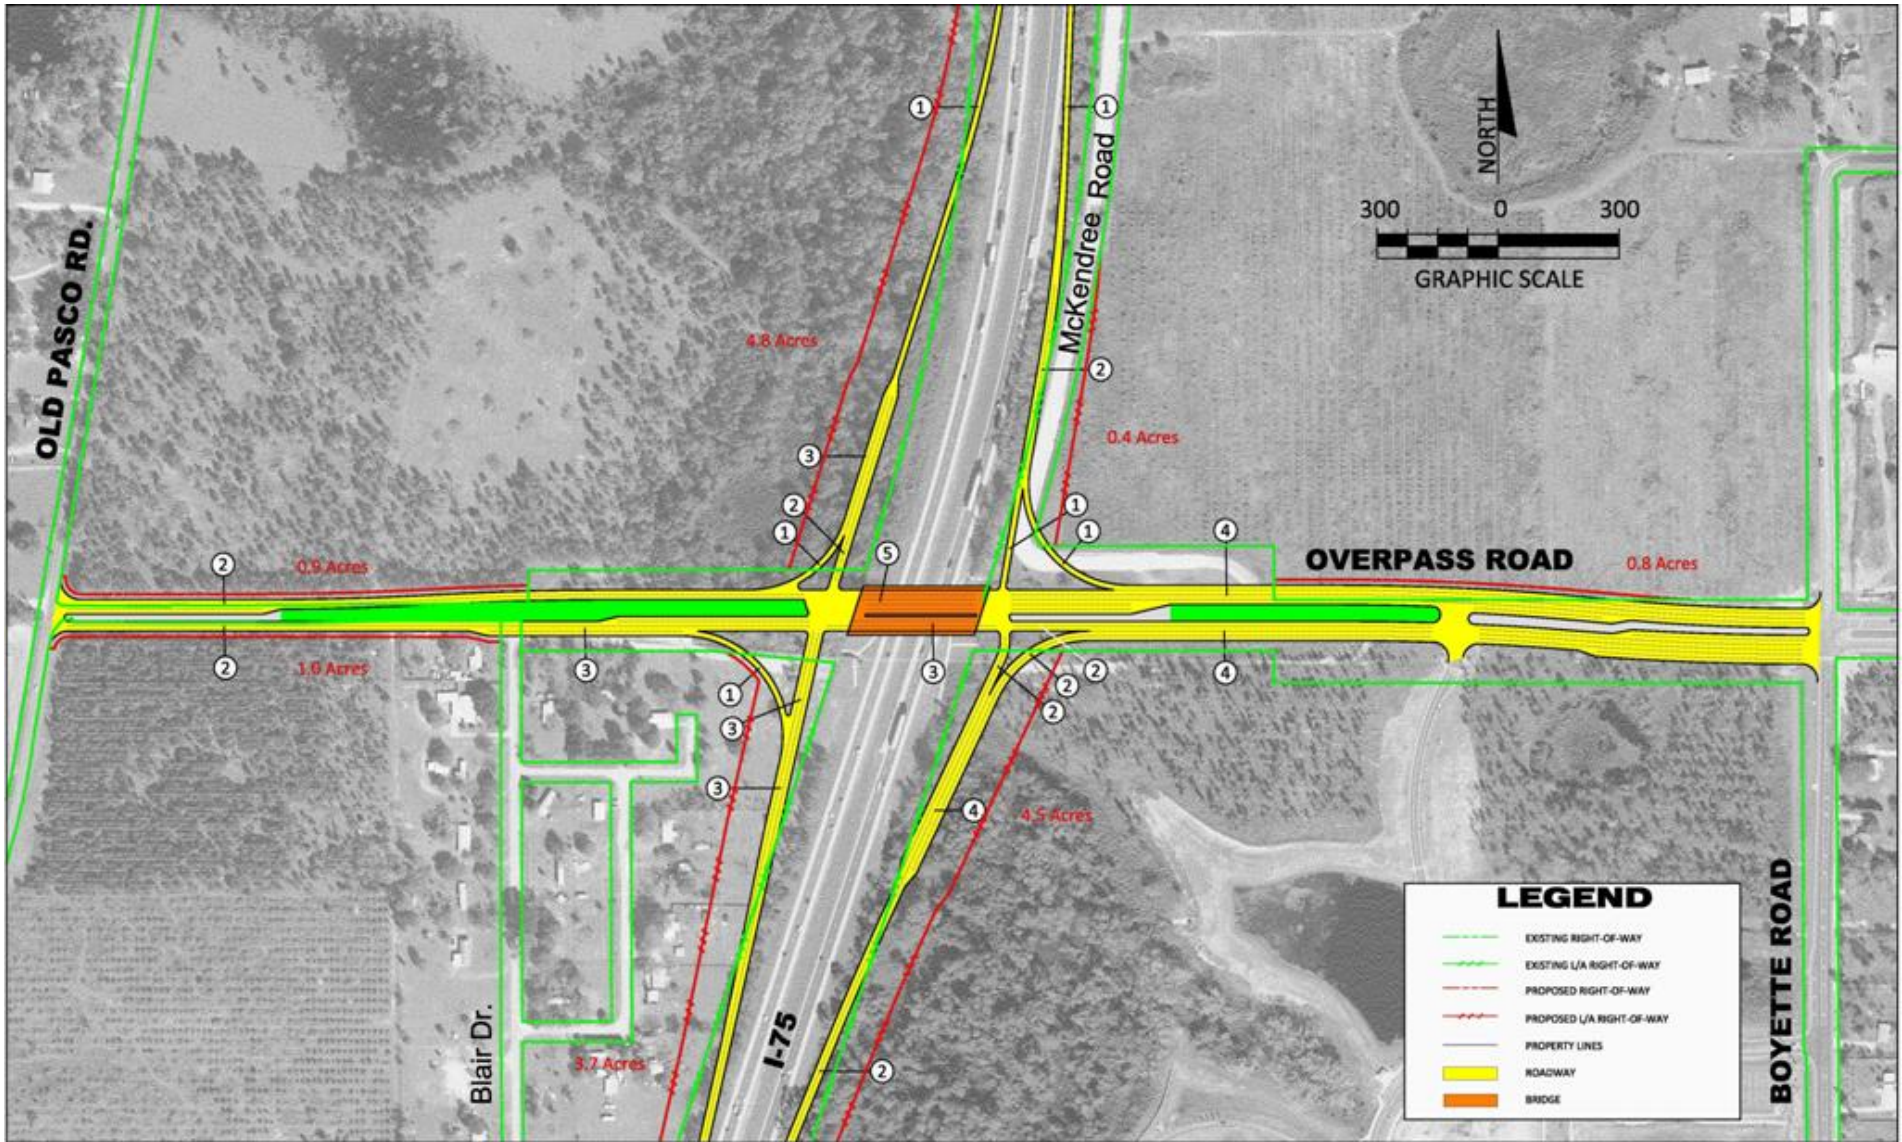 1
1
NORTH
300 0 300
GRAPHIC SCALE
McKendree Road
OLD PASCO RD.
4.8 Acres
2
0.4 Acres
3
2
1
1
1
5
4
OVERPASS ROAD
2
0.9 Acres
0.8 Acres
2
1.0 Acres
3
3
4
1
2
2
2
3
3
4
4.5 Acres
LEGEND
EXISTING RIGHT-OF-WAY
EXISTING L/A RIGHT-OF-WAY
PROPOSED RIGHT-OF-WAY
PROPOSED L/A RIGHT-OF-WAY
PROPERTY LINES
ROADWAY
BRIDGE
BOYETTE ROAD
I-75
Blair Dr.
3.7 Acres
2